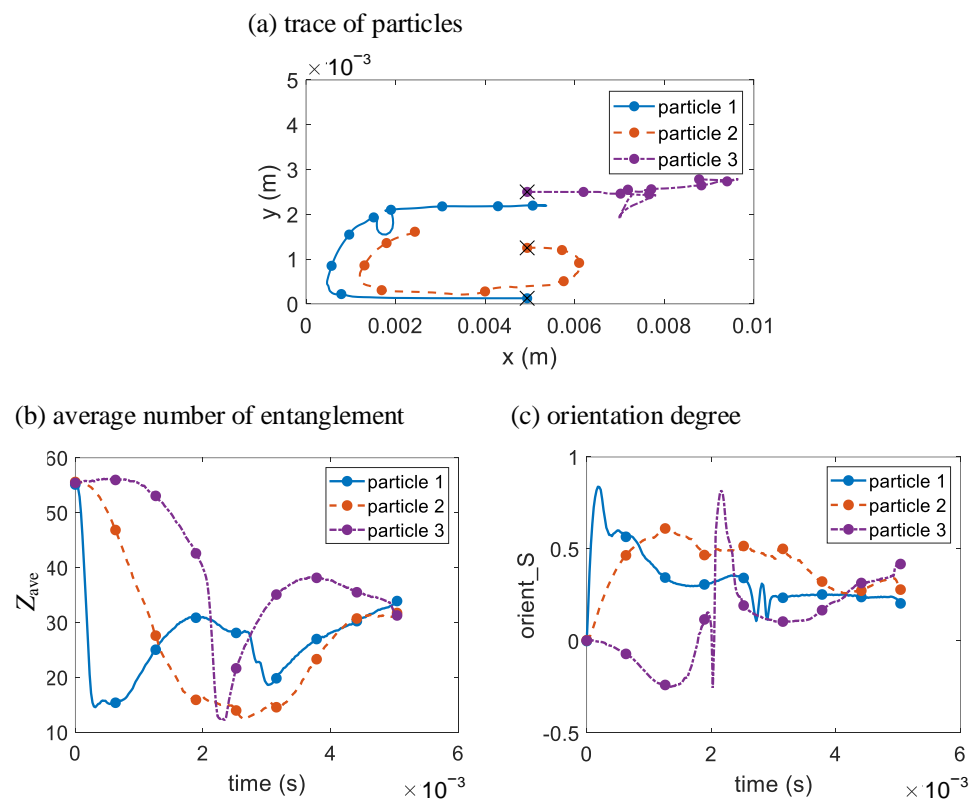 (a) trace of particles
× 10⁻³
5
4
3
2
1
0
y (m)
0
0.002
0.004
0.006
0.008
0.01
x (m)
particle 1
particle 2
particle 3
(b) average number of entanglement
60
50
40
30
20
10
Zave
0
2
4
6
time (s)
× 10⁻³
particle 1
particle 2
particle 3
(c) orientation degree
1
0.5
0
-0.5
orient_S
0
2
4
6
time (s)
× 10⁻³
particle 1
particle 2
particle 3